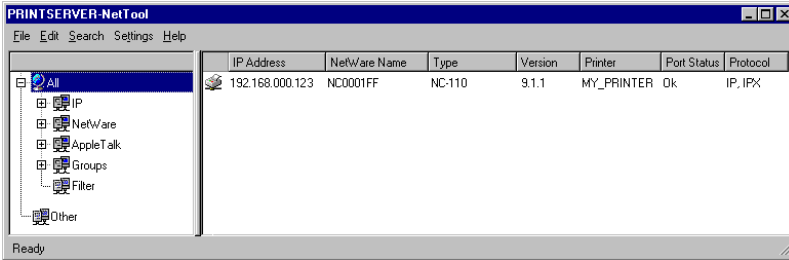 PRINTSERVER-NetTool
File Edit Search Settings Help
IP Address NetWare Name Type Version Printer Port Status Protocol
All 192.168.000.123 NC0001FF NC-110 9.1.1 MY_PRINTER Ok IP, IPX
IP
NetWare
AppleTalk
Groups
Filter
Other
Ready